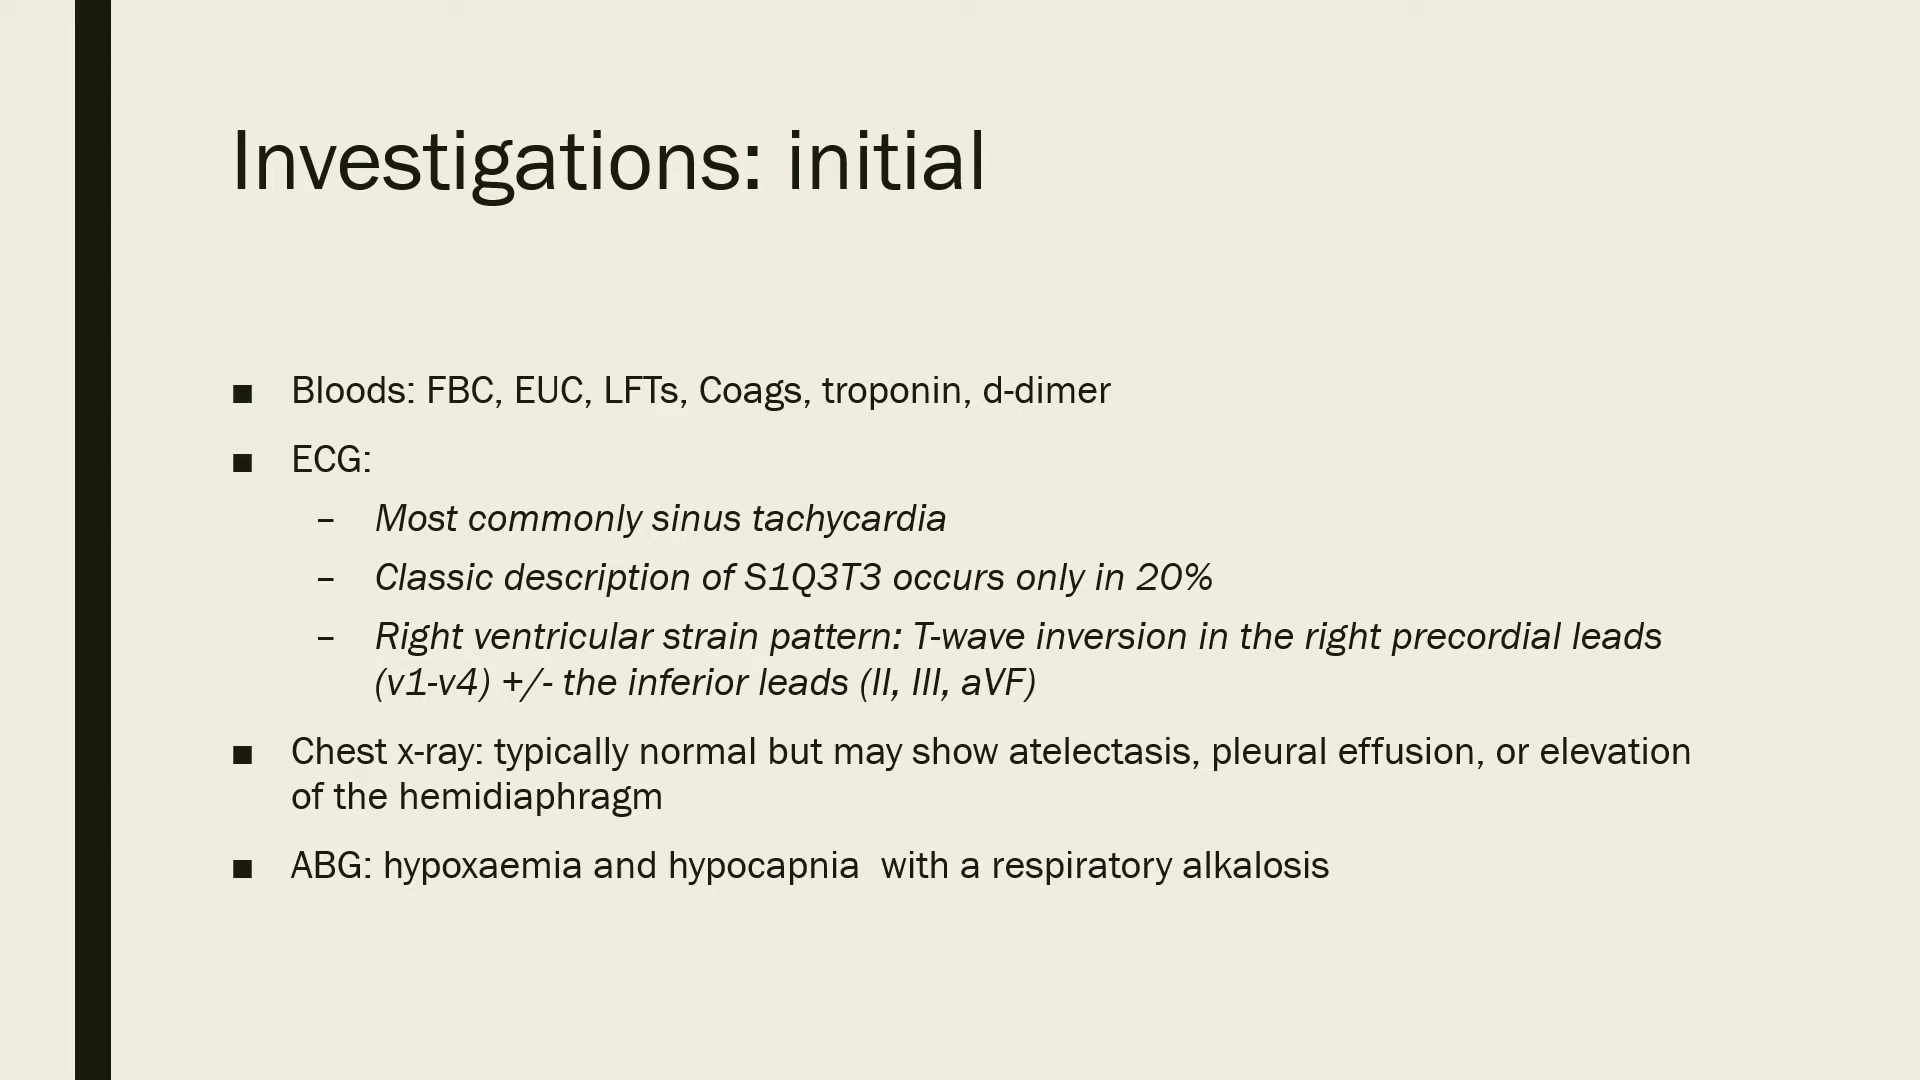 Investigations: initial
■ Bloods: FBC, EUC, LFTs, Coags, troponin, d-dimer
■ ECG:
– Most commonly sinus tachycardia
– Classic description of S1Q3T3 occurs only in 20%
– Right ventricular strain pattern: T-wave inversion in the right precordial leads
(v1-v4) +/- the inferior leads (II, III, aVF)
■ Chest x-ray: typically normal but may show atelectasis, pleural effusion, or elevation
of the hemidiaphragm
■ ABG: hypoxaemia and hypocapnia  with a respiratory alkalosis